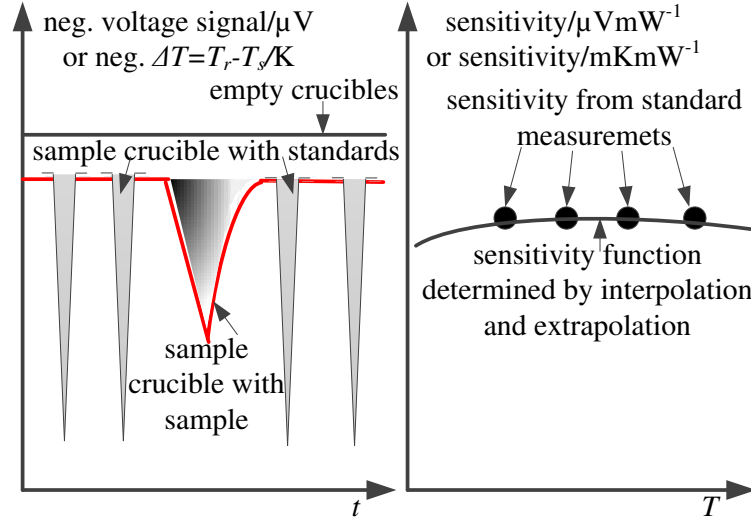 neg. voltage signal/µV
or neg. ΔT=Tr-Ts/K
empty crucibles
sample crucible with standards
sample
crucible with
sample
t
sensitivity/µVmW-1
or sensitivity/mKmW-1
sensitivity from standard
measuremets
sensitivity function
determined by interpolation
and extrapolation
T